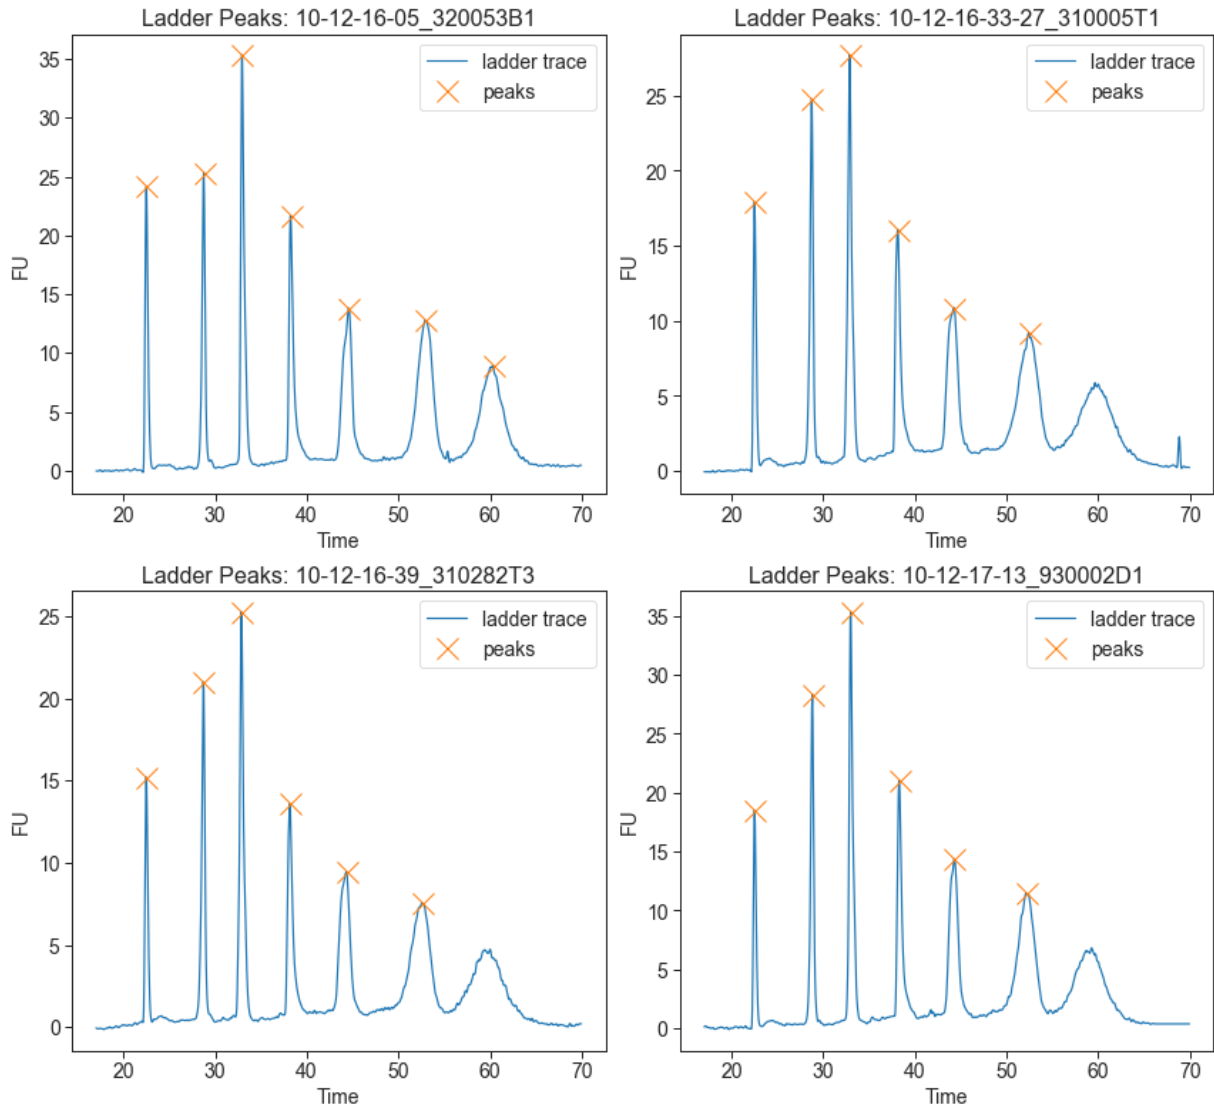 Ladder Peaks: 10-12-16-05_320053B1
35
30
25
20
15
10
5
0
FU
ladder trace
peaks
20 30 40 50 60 70
Time
Ladder Peaks: 10-12-16-33-27_310005T1
25
20
15
10
5
0
FU
ladder trace
peaks
20 30 40 50 60 70
Time
Ladder Peaks: 10-12-16-39_310282T3
25
20
15
10
5
0
FU
ladder trace
peaks
20 30 40 50 60 70
Time
Ladder Peaks: 10-12-17-13_930002D1
35
30
25
20
15
10
5
0
FU
ladder trace
peaks
20 30 40 50 60 70
Time